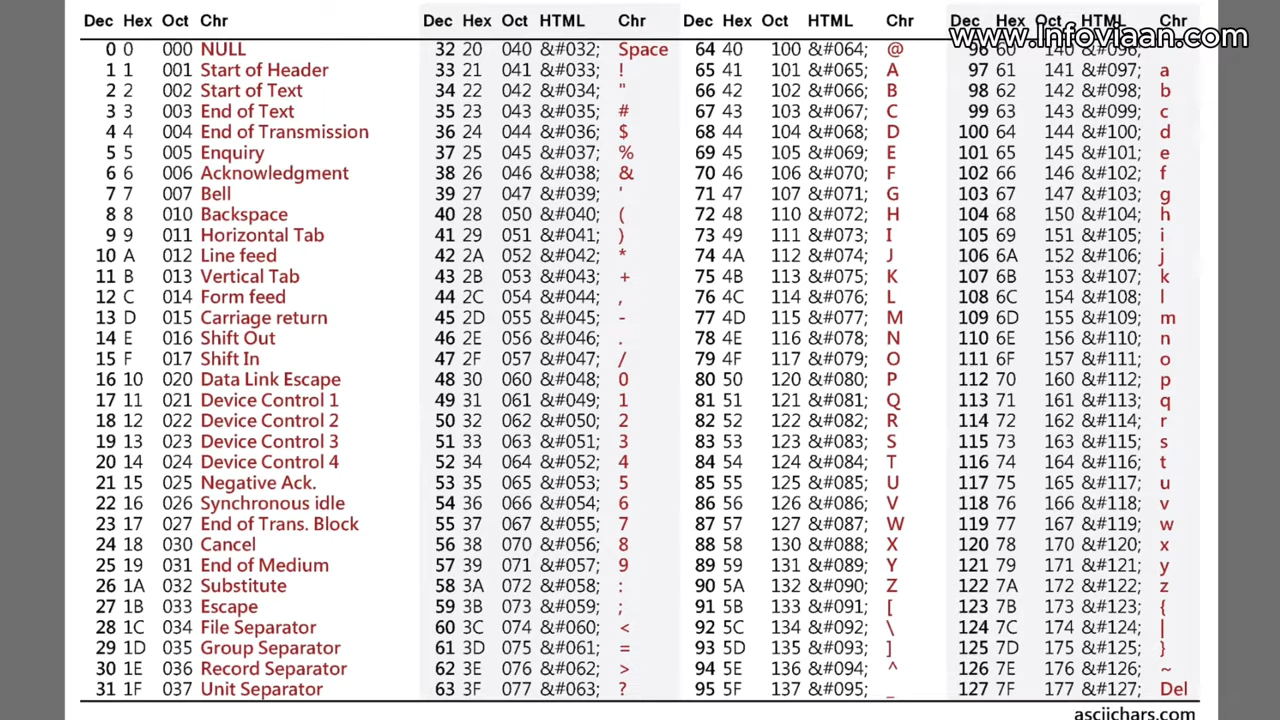 Dec Hex Oct Chr Dec Hex Oct HTML Chr Dec Hex Oct HTML Chr Dec Hex Oct HTML Chr
www.Infoviaan.com
0 0 000 NULL 32 20 040 &#032; Space 64 40 100 &#064; @ 96 60 140 &#096;
1 1 001 Start of Header 33 21 041 &#033; ! 65 41 101 &#065; A 97 61 141 &#097; a
2 2 002 Start of Text 34 22 042 &#034; " 66 42 102 &#066; B 98 62 142 &#098; b
3 3 003 End of Text 35 23 043 &#035; # 67 43 103 &#067; C 99 63 143 &#099; c
4 4 004 End of Transmission 36 24 044 &#036; $ 68 44 104 &#068; D 100 64 144 &#100; d
5 5 005 Enquiry 37 25 045 &#037; % 69 45 105 &#069; E 101 65 145 &#101; e
6 6 006 Acknowledgment 38 26 046 &#038; & 70 46 106 &#070; F 102 66 146 &#102; f
7 7 007 Bell 39 27 047 &#039; ' 71 47 107 &#071; G 103 67 147 &#103; g
8 8 010 Backspace 40 28 050 &#040; ( 72 48 110 &#072; H 104 68 150 &#104; h
9 9 011 Horizontal Tab 41 29 051 &#041; ) 73 49 111 &#073; I 105 69 151 &#105; i
10 A 012 Line feed 42 2A 052 &#042; * 74 4A 112 &#074; J 106 6A 152 &#106; j
11 B 013 Vertical Tab 43 2B 053 &#043; + 75 4B 113 &#075; K 107 6B 153 &#107; k
12 C 014 Form feed 44 2C 054 &#044; , 76 4C 114 &#076; L 108 6C 154 &#108; l
13 D 015 Carriage return 45 2D 055 &#045; - 77 4D 115 &#077; M 109 6D 155 &#109; m
14 E 016 Shift Out 46 2E 056 &#046; . 78 4E 116 &#078; N 110 6E 156 &#110; n
15 F 017 Shift In 47 2F 057 &#047; / 79 4F 117 &#079; O 111 6F 157 &#111; o
16 10 020 Data Link Escape 48 30 060 &#048; 0 80 50 120 &#080; P 112 70 160 &#112; p
17 11 021 Device Control 1 49 31 061 &#049; 1 81 51 121 &#081; Q 113 71 161 &#113; q
18 12 022 Device Control 2 50 32 062 &#050; 2 82 52 122 &#082; R 114 72 162 &#114; r
19 13 023 Device Control 3 51 33 063 &#051; 3 83 53 123 &#083; S 115 73 163 &#115; s
20 14 024 Device Control 4 52 34 064 &#052; 4 84 54 124 &#084; T 116 74 164 &#116; t
21 15 025 Negative Ack. 53 35 065 &#053; 5 85 55 125 &#085; U 117 75 165 &#117; u
22 16 026 Synchronous idle 54 36 066 &#054; 6 86 56 126 &#086; V 118 76 166 &#118; v
23 17 027 End of Trans. Block 55 37 067 &#055; 7 87 57 127 &#087; W 119 77 167 &#119; w
24 18 030 Cancel 56 38 070 &#056; 8 88 58 130 &#088; X 120 78 170 &#120; x
25 19 031 End of Medium 57 39 071 &#057; 9 89 59 131 &#089; Y 121 79 171 &#121; y
26 1A 032 Substitute 58 3A 072 &#058; : 90 5A 132 &#090; Z 122 7A 172 &#122; z
27 1B 033 Escape 59 3B 073 &#059; ; 91 5B 133 &#091; [ 123 7B 173 &#123; {
28 1C 034 File Separator 60 3C 074 &#060; < 92 5C 134 &#092; \ 124 7C 174 &#124; |
29 1D 035 Group Separator 61 3D 075 &#061; = 93 5D 135 &#093; ] 125 7D 175 &#125; }
30 1E 036 Record Separator 62 3E 076 &#062; > 94 5E 136 &#094; ^ 126 7E 176 &#126; ~
31 1F 037 Unit Separator 63 3F 077 &#063; ? 95 5F 137 &#095; _ 127 7F 177 &#127; Del
asciichars.com